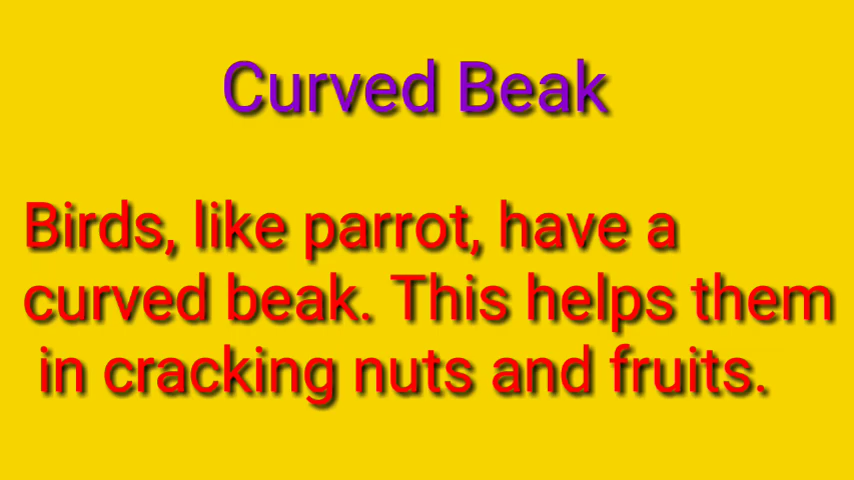 Curved Beak
Birds, like parrot, have a
curved beak. This helps them
in cracking nuts and fruits.